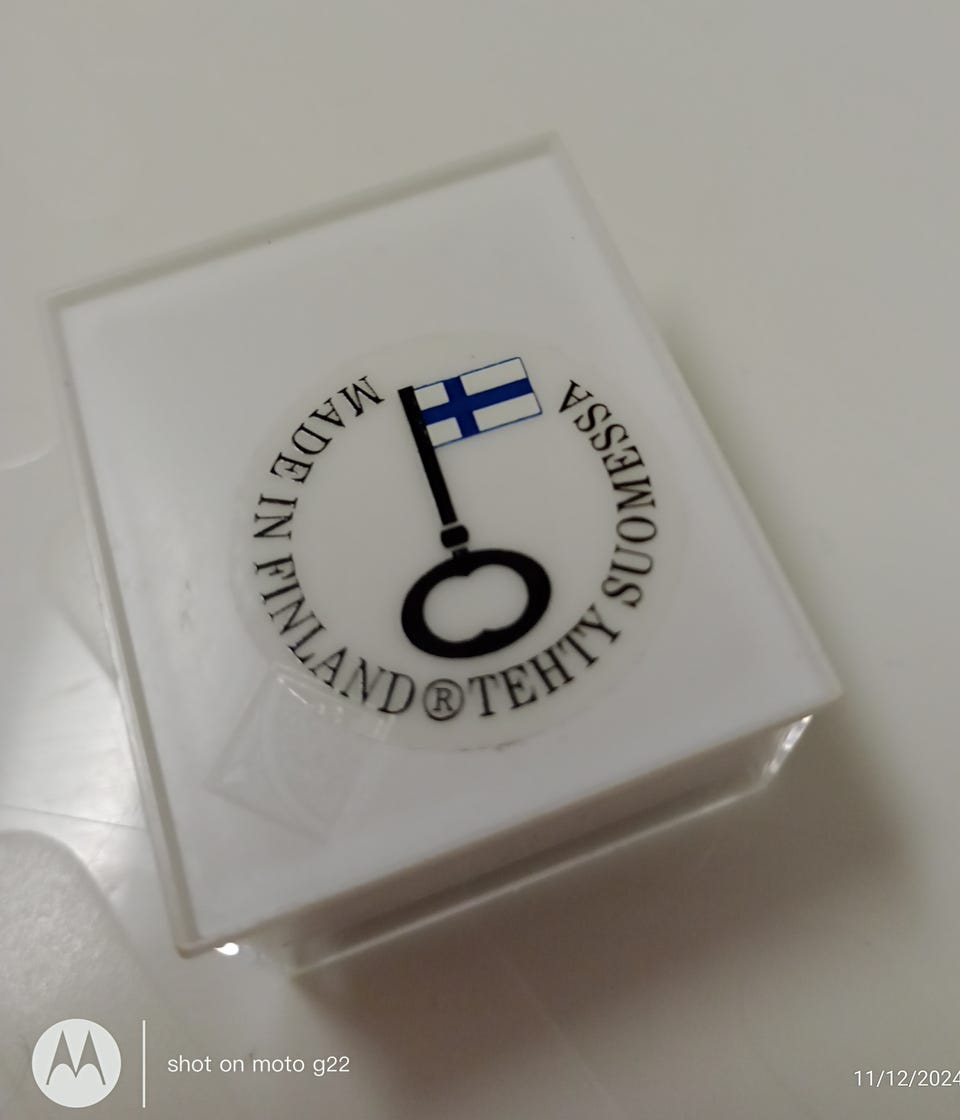 MADE IN FINLAND ® TEHTY SUOMESSA
shot on moto g22
11/12/2024